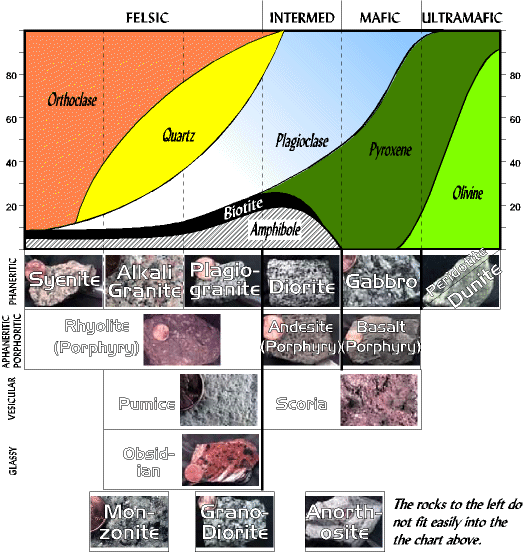 FELSIC INTERMED MAFIC ULTRAMAFIC
80 80
Orthoclase
Quartz
60 60
Plagioclase
Pyroxene
40 40
Olivine
20 20
Biotite
Amphibole
PHANERITIC
Syenite
Alkali
Granite
Plagio-
granite
Diorite
Gabbro
Peridotite
Dunite
APHANERITIC
PORPHORITIC
Rhyolite
(Porphyry)
Andesite
(Porphyry)
Basalt
(Porphyry)
VESICULAR
Pumice
Scoria
GLASSY
Obsid-
ian
Mon-
zonite
Grano-
Diorite
Anorth-
osite
The rocks to the left do
not fit easily into the
the chart above.